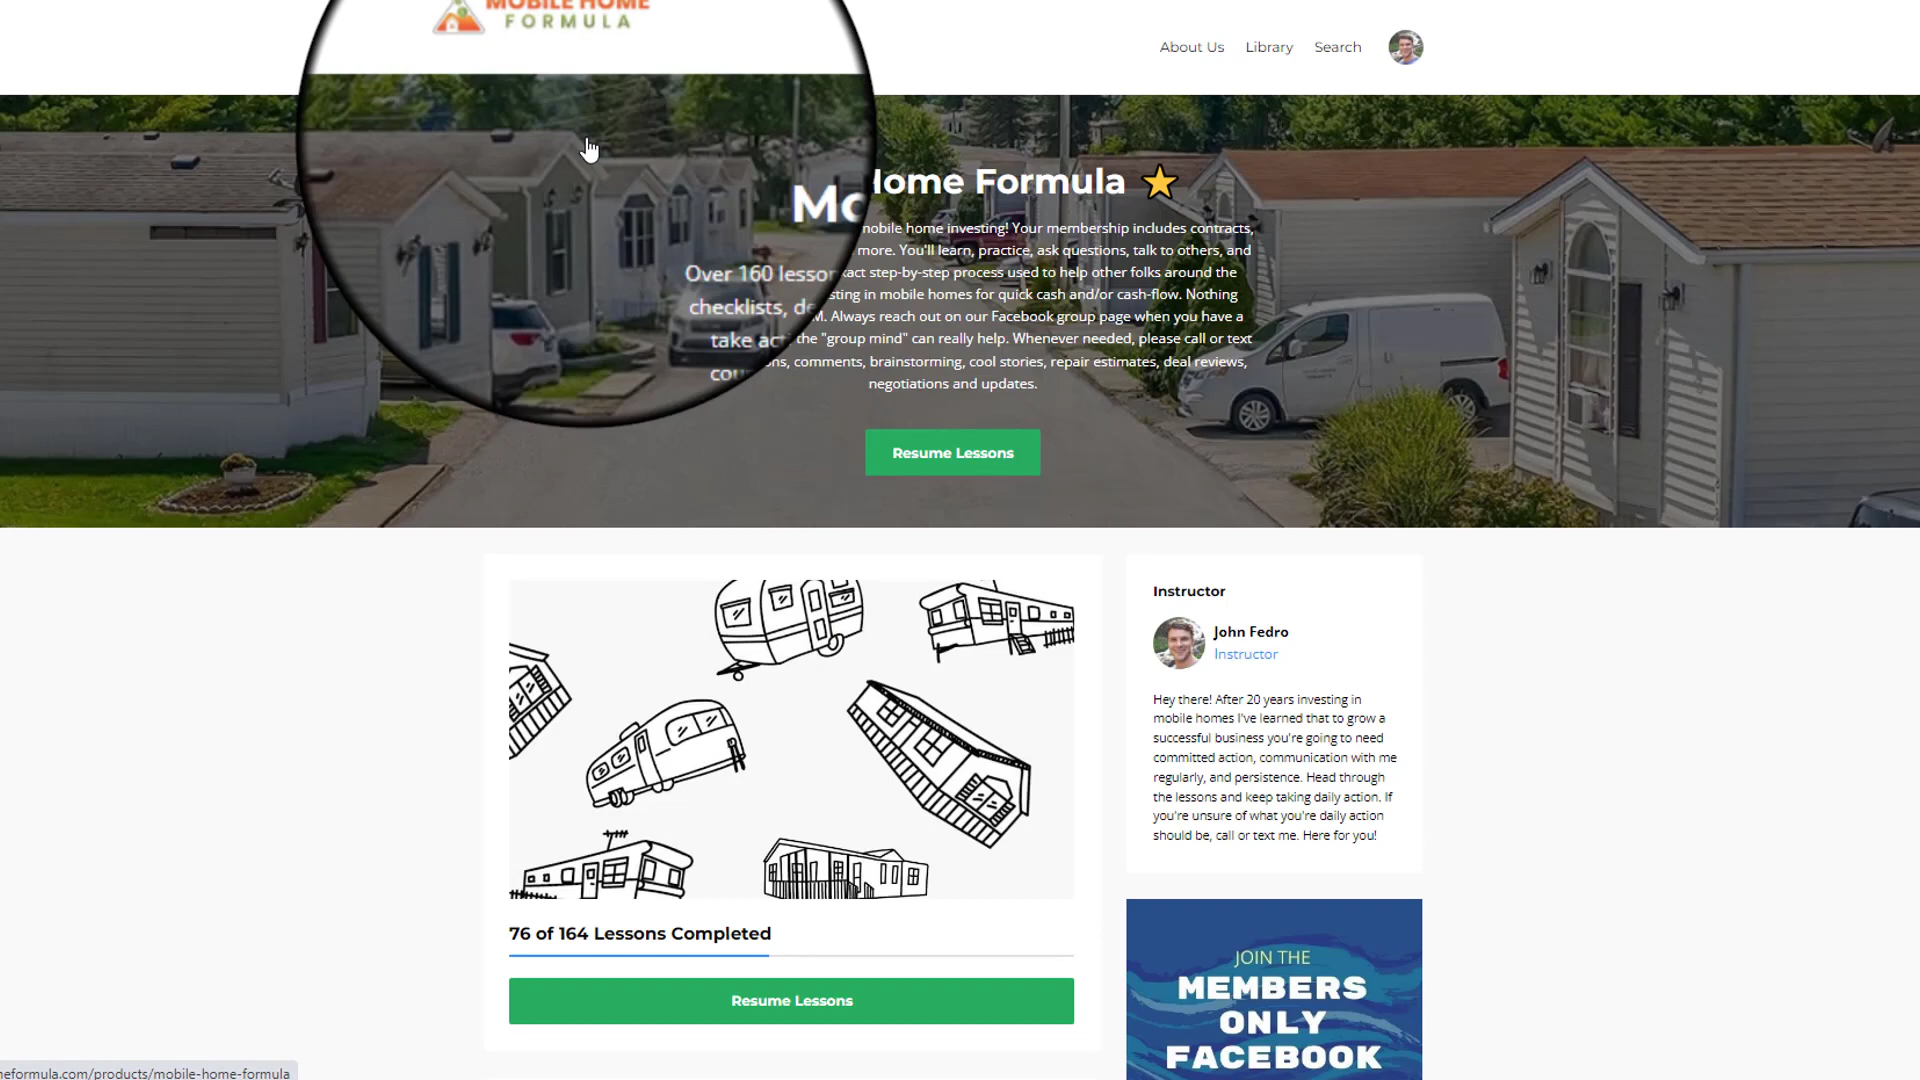 MOBILE HOME
FORMULA
About Us Library Search
Mo Home Formula
mobile home investing! Your membership includes contracts,
more. You'll learn, practice, ask questions, talk to others, and
Over 160 lesson exact step-by-step process used to help other folks around the
checklists, de sting in mobile homes for quick cash and/or cash-flow. Nothing
M. Always reach out on our Facebook group page when you have a
take act the "group mind" can really help. Whenever needed, please call or text
cou ns, comments, brainstorming, cool stories, repair estimates, deal reviews,
negotiations and updates.
Resume Lessons
76 of 164 Lessons Completed
Resume Lessons
Instructor
John Fedro
Instructor
Hey there! After 20 years investing in
mobile homes I've learned that to grow a
successful business you're going to need
committed action, communication with me
regularly, and persistence. Head through
the lessons and keep taking daily action. If
you're unsure of what you're daily action
should be, call or text me. Here for you!
JOIN THE
MEMBERS
ONLY
FACEBOOK
neformula.com/products/mobile-home-formula